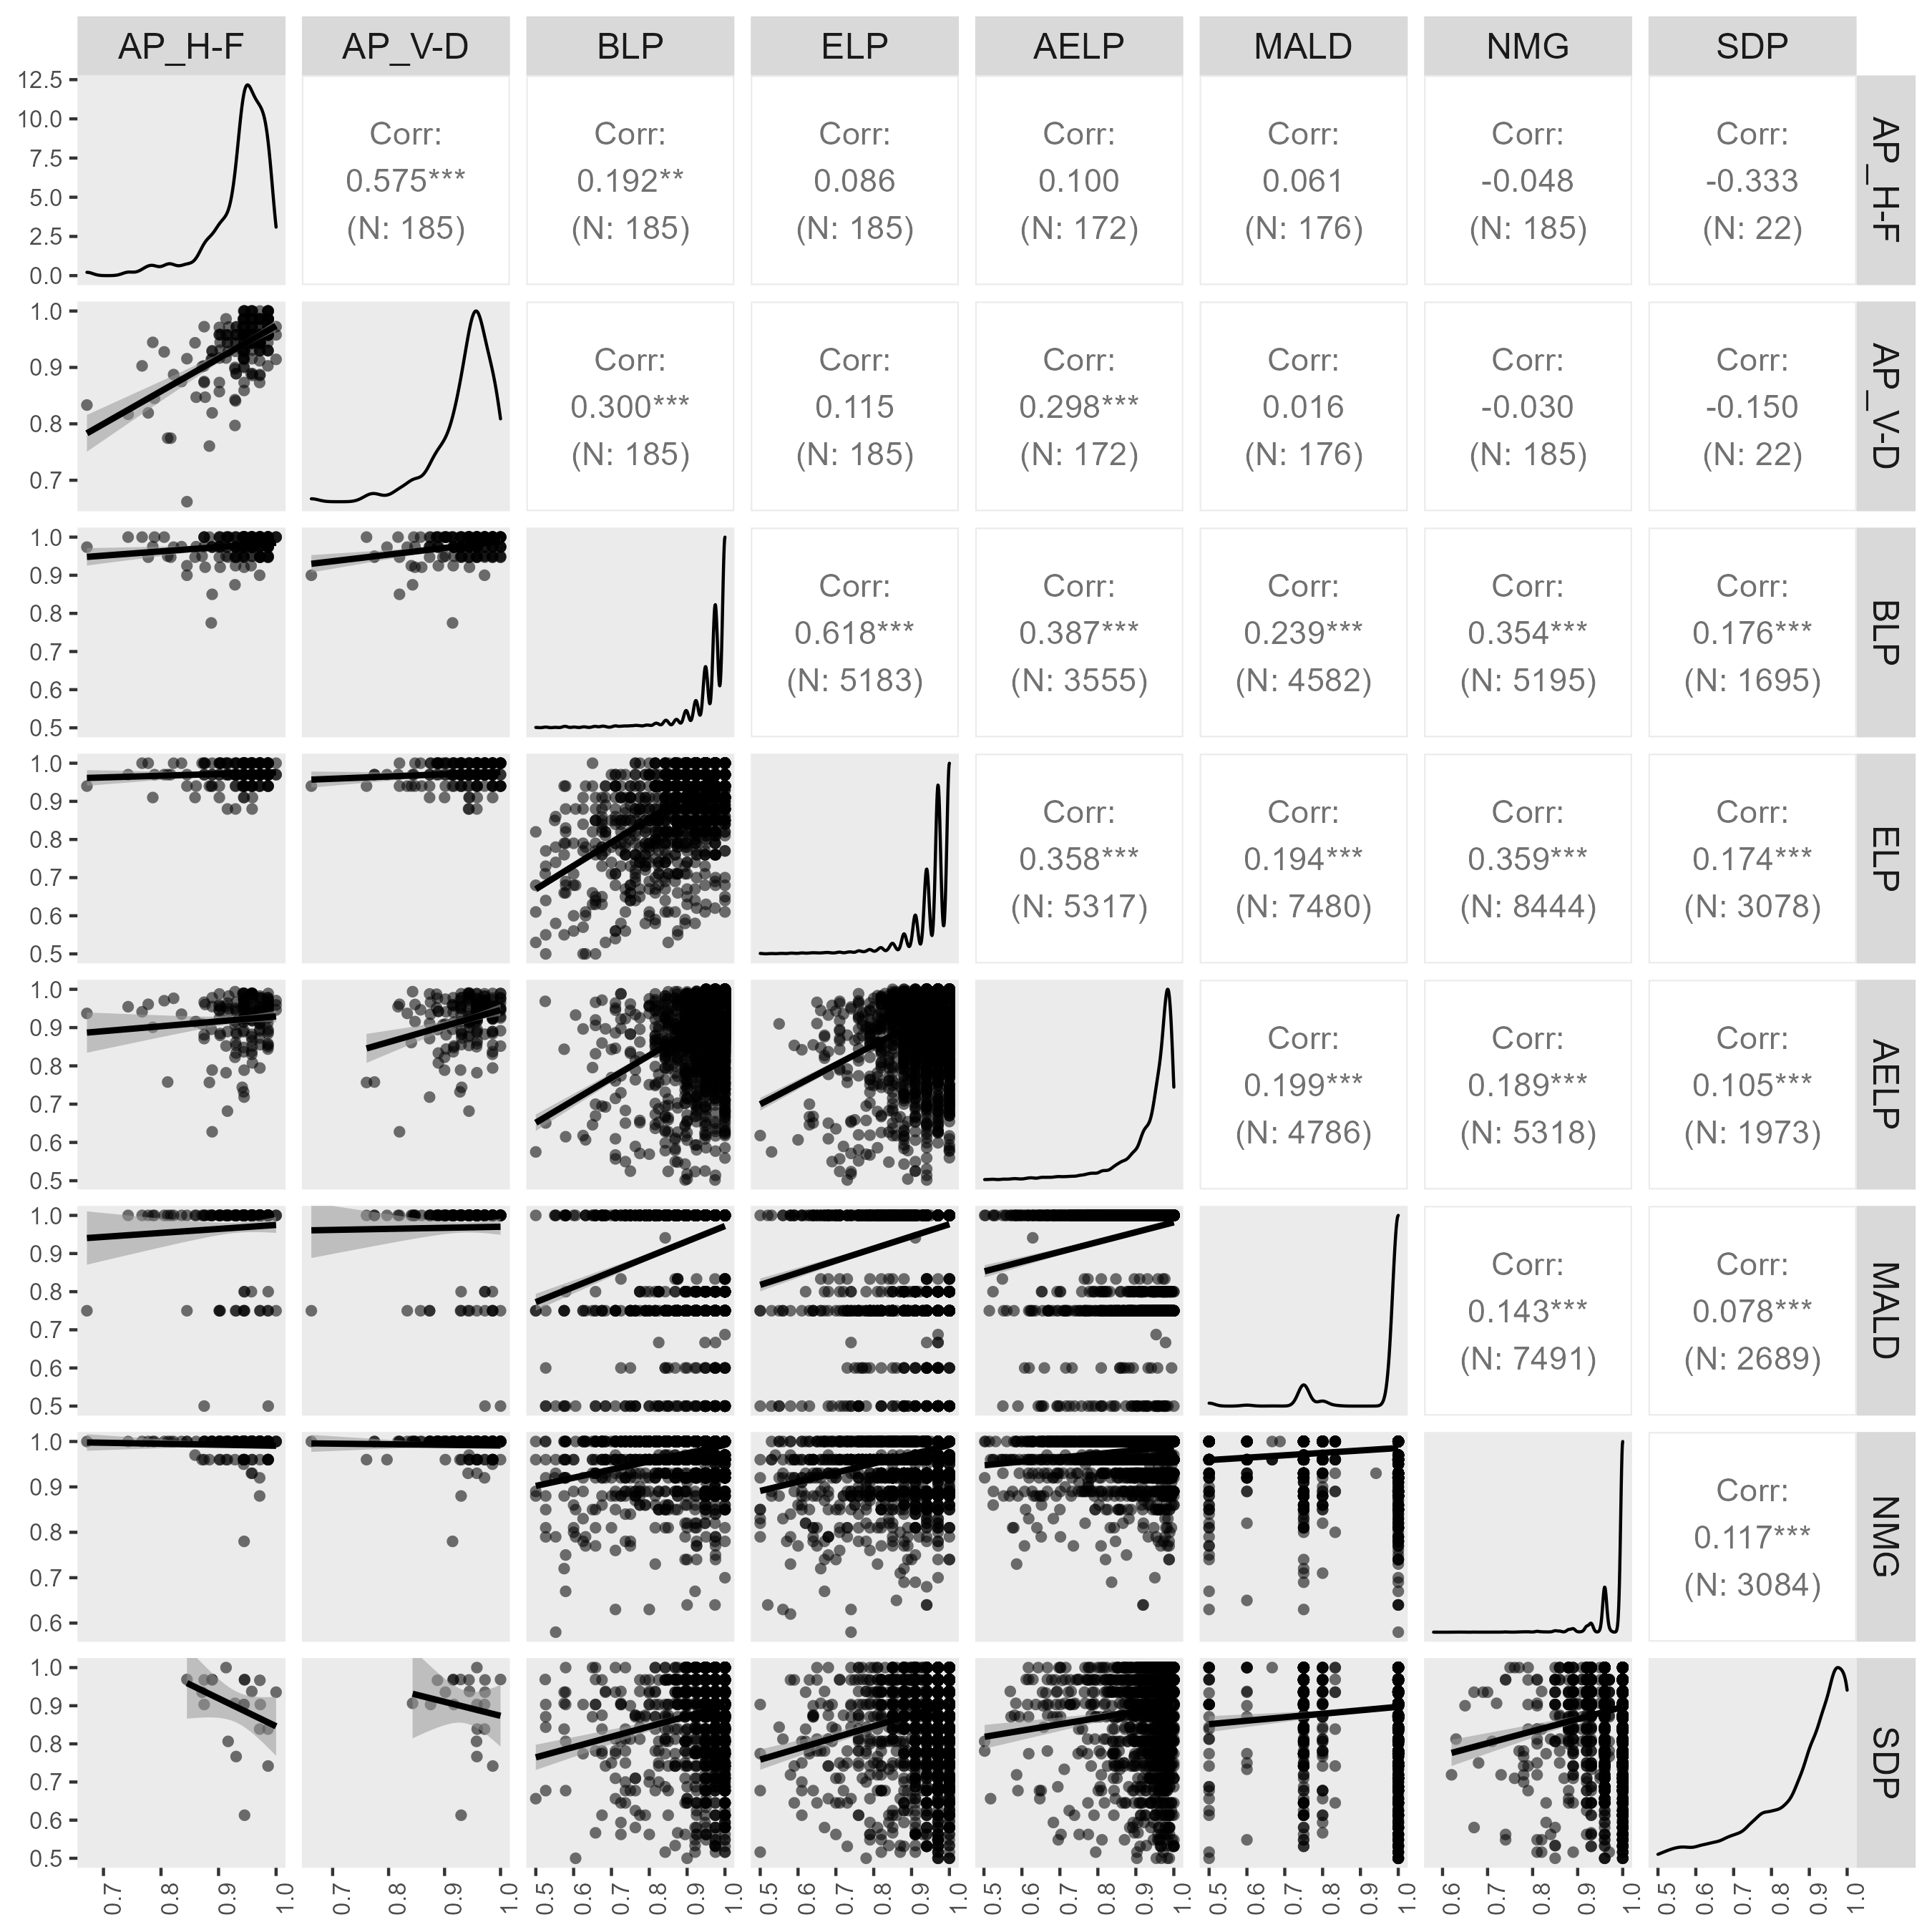 AP_H-F AP_V-D BLP ELP AELP MALD NMG SDP
12.5
10.0
7.5
5.0
2.5
0.0
Corr: Corr: Corr: Corr: Corr: Corr: Corr:
0.575*** 0.192** 0.086 0.100 0.061 -0.048 -0.333
(N: 185) (N: 185) (N: 185) (N: 172) (N: 176) (N: 185) (N: 22)
AP_H-F
1.0
0.9
0.8
0.7
Corr: Corr: Corr: Corr: Corr: Corr:
0.300*** 0.115 0.298*** 0.016 -0.030 -0.150
(N: 185) (N: 185) (N: 172) (N: 176) (N: 185) (N: 22)
AP_V-D
1.0
0.9
0.8
0.7
0.6
0.5
Corr: Corr: Corr: Corr: Corr:
0.618*** 0.387*** 0.239*** 0.354*** 0.176***
(N: 5183) (N: 3555) (N: 4582) (N: 5195) (N: 1695)
BLP
1.0
0.9
0.8
0.7
0.6
0.5
Corr: Corr: Corr: Corr:
0.358*** 0.194*** 0.359*** 0.174***
(N: 5317) (N: 7480) (N: 8444) (N: 3078)
ELP
1.0
0.9
0.8
0.7
0.6
0.5
Corr: Corr: Corr:
0.199*** 0.189*** 0.105***
(N: 4786) (N: 5318) (N: 1973)
AELP
1.0
0.9
0.8
0.7
0.6
0.5
Corr: Corr:
0.143*** 0.078***
(N: 7491) (N: 2689)
MALD
1.0
0.9
0.8
0.7
0.6
Corr:
0.117***
(N: 3084)
NMG
1.0
0.9
0.8
0.7
0.6
0.5
SDP
0.7 0.8 0.9 1.0 0.7 0.8 0.9 1.0 0.5 0.6 0.7 0.8 0.9 1.0 0.5 0.6 0.7 0.8 0.9 1.0 0.5 0.6 0.7 0.8 0.9 1.0 0.5 0.6 0.7 0.8 0.9 1.0 0.6 0.7 0.8 0.9 1.0 0.5 0.6 0.7 0.8 0.9 1.0